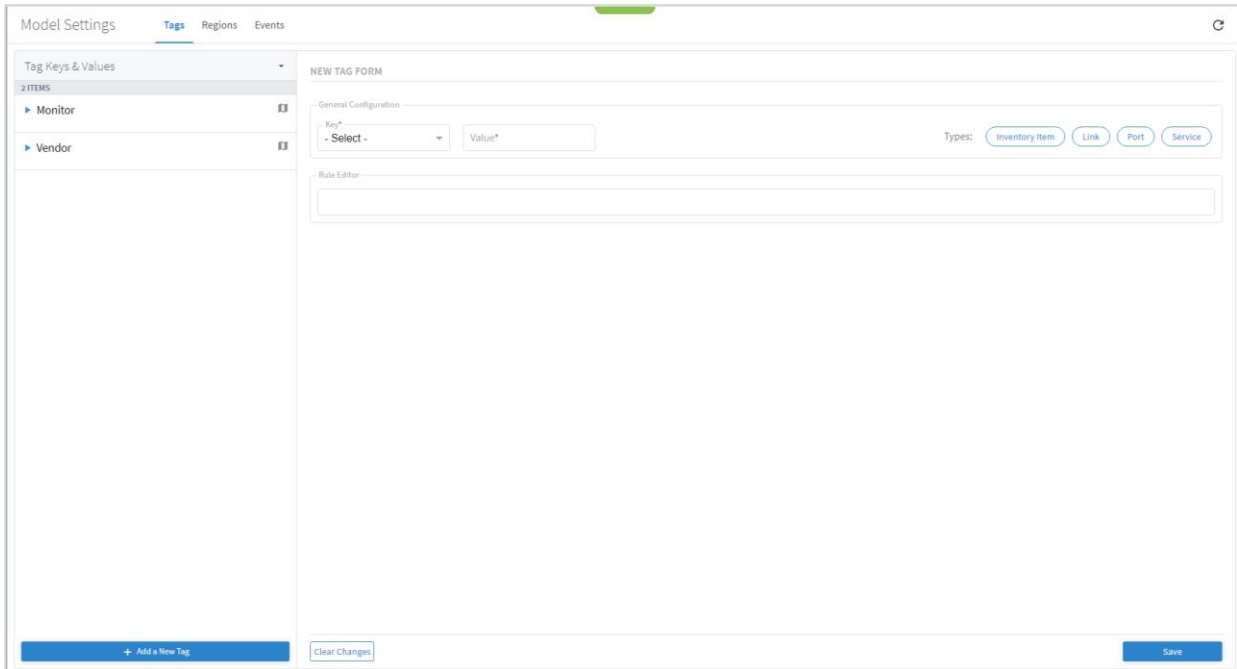 Model Settings Tags Regions Events
Tag Keys & Values
2 ITEMS
Monitor
Vendor
+ Add a New Tag
NEW TAG FORM
General Configuration
Key*
- Select -
Value*
Types: Inventory Item Link Port Service
Rule Editor
Clear Changes
Save